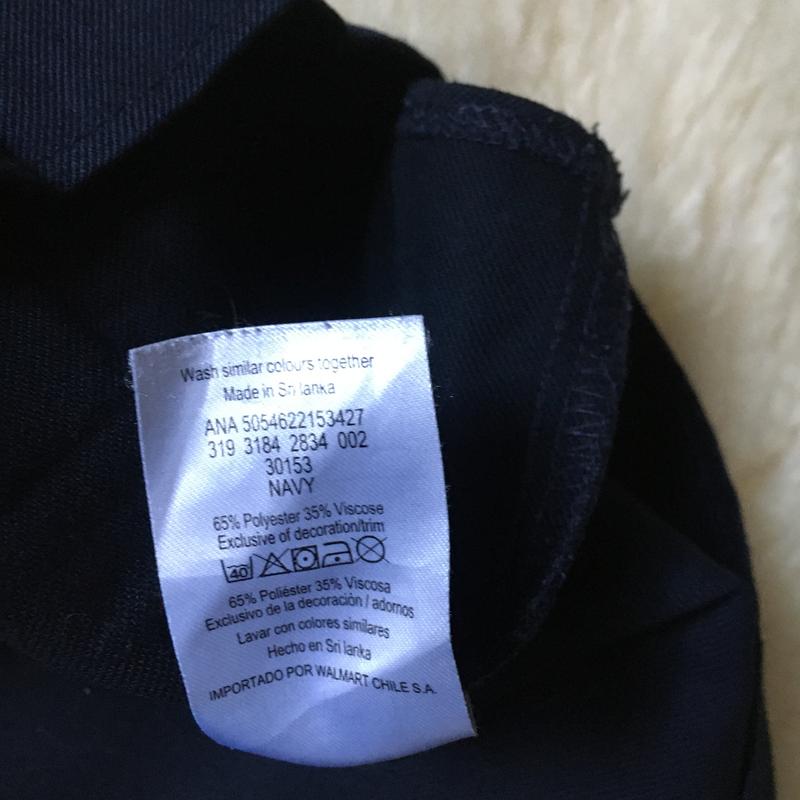 Wash similar colours together
Made in Sri lanka
ANA 5054622153427
319 3184 2834 002
30153
NAVY
65% Polyester 35% Viscose
Exclusive of decoration/trim
40
65% Poliéster 35% Viscosa
Exclusivo de la decoración / adornos
Lavar con colores similares
Hecho en Sri lanka
IMPORTADO POR WALMART CHILE S.A.